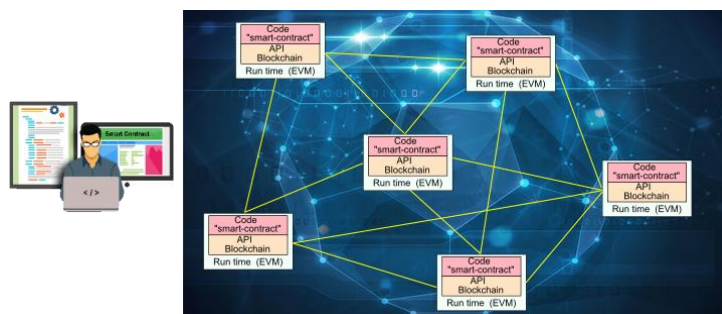 Code
"smart-contract"
API
Blockchain
Run time (EVM)
Code
"smart-contract"
API
Blockchain
Run time (EVM)
Smart Contract
</>
Code
"smart-contract"
API
Blockchain
Run time (EVM)
Code
"smart-contract"
API
Blockchain
Run time (EVM)
Code
"smart-contract"
API
Blockchain
Run time (EVM)
Code
"smart-contract"
API
Blockchain
Run time (EVM)